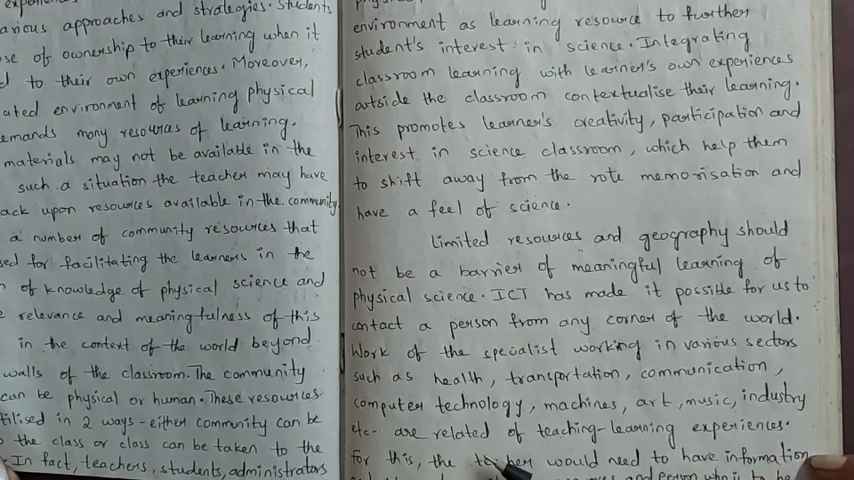 various approaches and strategies. Students
of ownership to their learning when it
to their own experiences. Moreover,
environment of learning physical
demands many resources of learning.
materials may not be available in the
such a situation the teacher may have
upon resources available in the community.
a number of community resources that
for facilitating the learners in the
of knowledge of physical science and
relevance and meaningfulness of this
in the context of the world beyond
walls of the classroom. The community
can be physical or human. These resources
in 2 ways - either community can be
the class or class can be taken to the
In fact, teachers, students, administrators
environment as learning resource to further
student's interest in science. Integrating
classroom learning with learner's own experiences
outside the classroom contextualise their learning.
This promotes learner's creativity, participation and
interest in science classroom, which help them
to shift away from the rote memorisation and
have a feel of science.
Limited resources and geography should
not be a barrier of meaningful learning of
physical science. ICT has made it possible for us to
contact a person from any corner of the world.
Work of the specialist working in various sectors
such as health, transportation, communication,
computer technology, machines, art, music, industry
etc- are related of teaching-learning experiences.
for this, the would need to have information